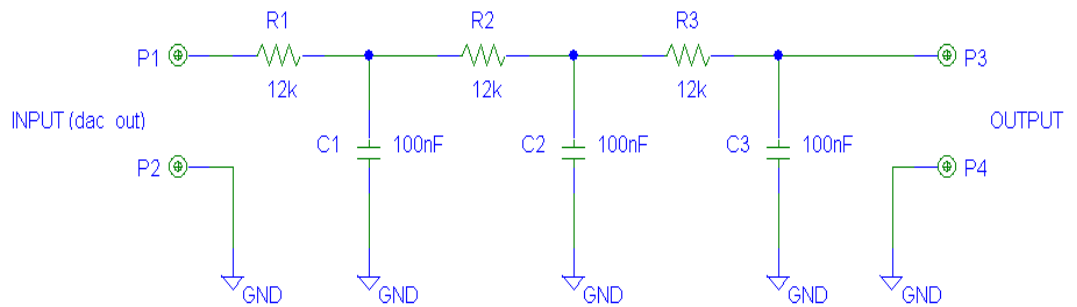 R1
R2
R3
P1
P3
12k
12k
12k
INPUT (dac out)
OUTPUT
C1
100nF
C2
100nF
C3
100nF
P2
P4
GND
GND
GND
GND
GND